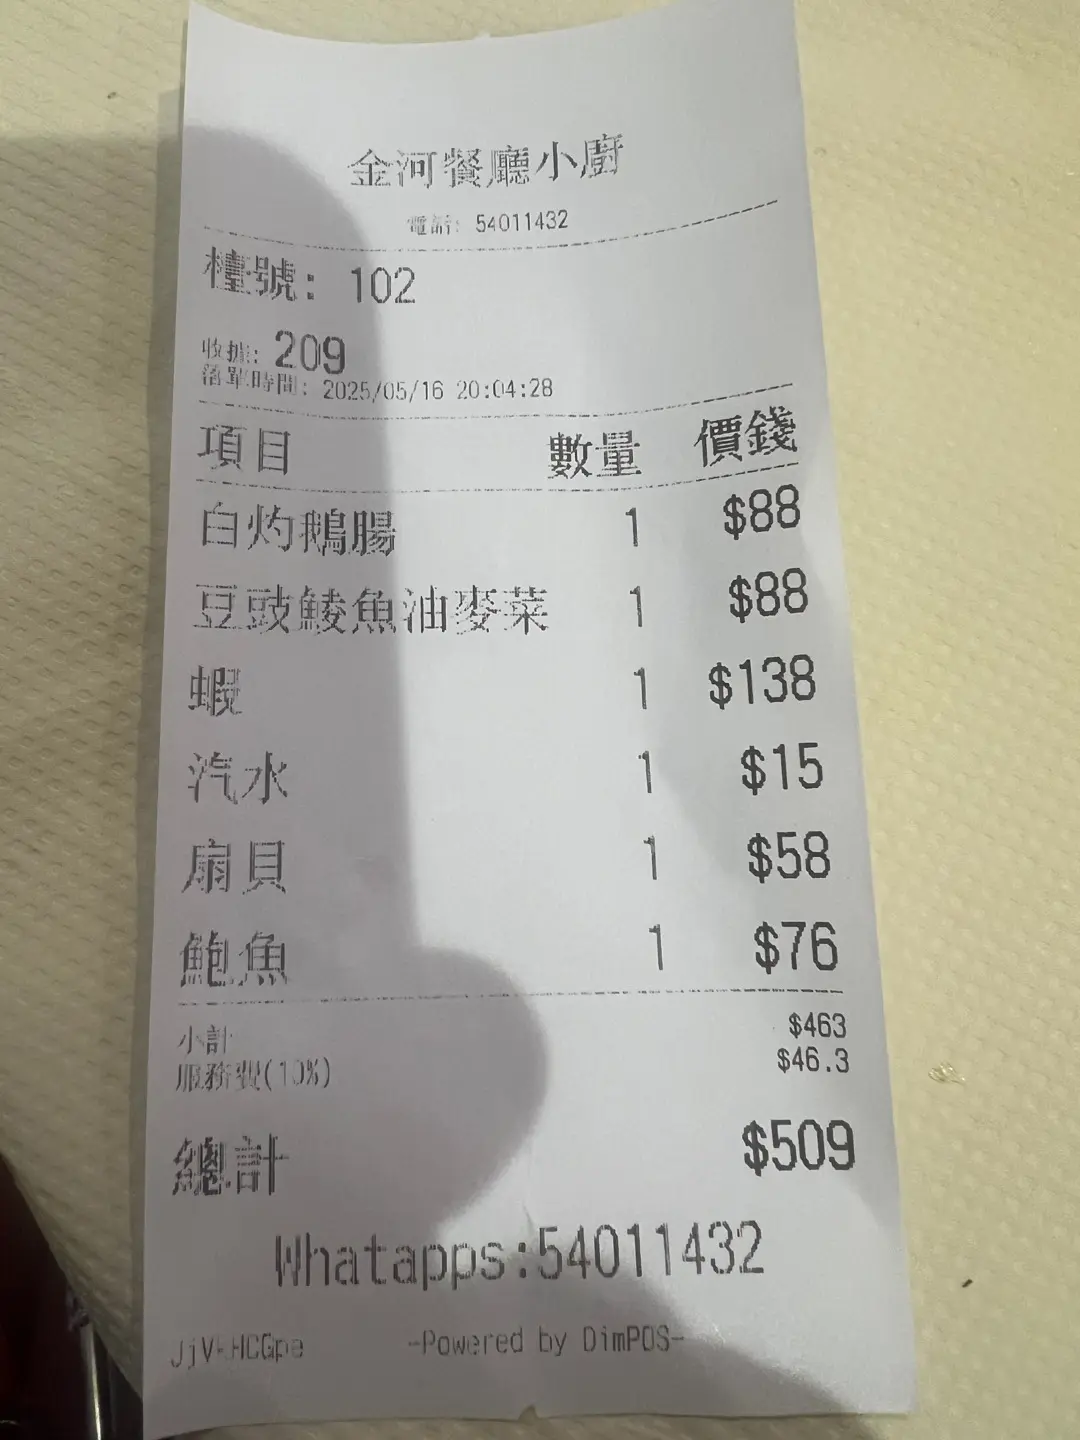 金河餐廳小廚
電話: 54011432
檯號: 102
收據: 209
落單時間: 2025/05/16 20:04:28
項目 數量 價錢
白灼鵝腸 1 $88
豆豉鯪魚油麥菜 1 $88
蝦 1 $138
汽水 1 $15
扇貝 1 $58
鮑魚 1 $76
小計 $463
服務費(10%) $46.3
總計 $509
Whatapps:54011432
-Powered by DimPOS-